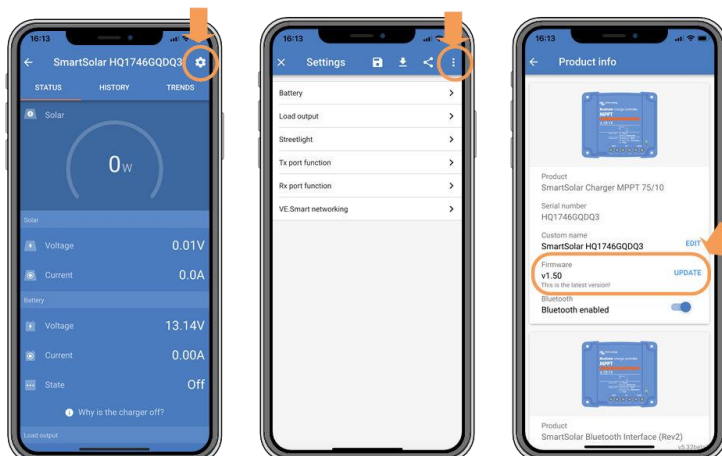 16:13
SmartSolar HQ1746GQDQ3
STATUS HISTORY TRENDS
Solar
0W
Solar
Voltage 0.01V
Current 0.0A
Battery
Voltage 13.14V
Current 0.00A
State Off
Why is the charger off?
Load output
16:13
Settings
Battery
Load output
Streetlight
Tx port function
Rx port function
VE.Smart networking
16:13
Product info
MPPT
Product
SmartSolar Charger MPPT 75/10
Serial number
HQ1746GQDQ3
Custom name
SmartSolar HQ1746GQDQ3 EDIT
Firmware
v1.50 UPDATE
This is the latest version!
Bluetooth
Bluetooth enabled
MPPT
Product
SmartSolar Bluetooth Interface (Rev2)